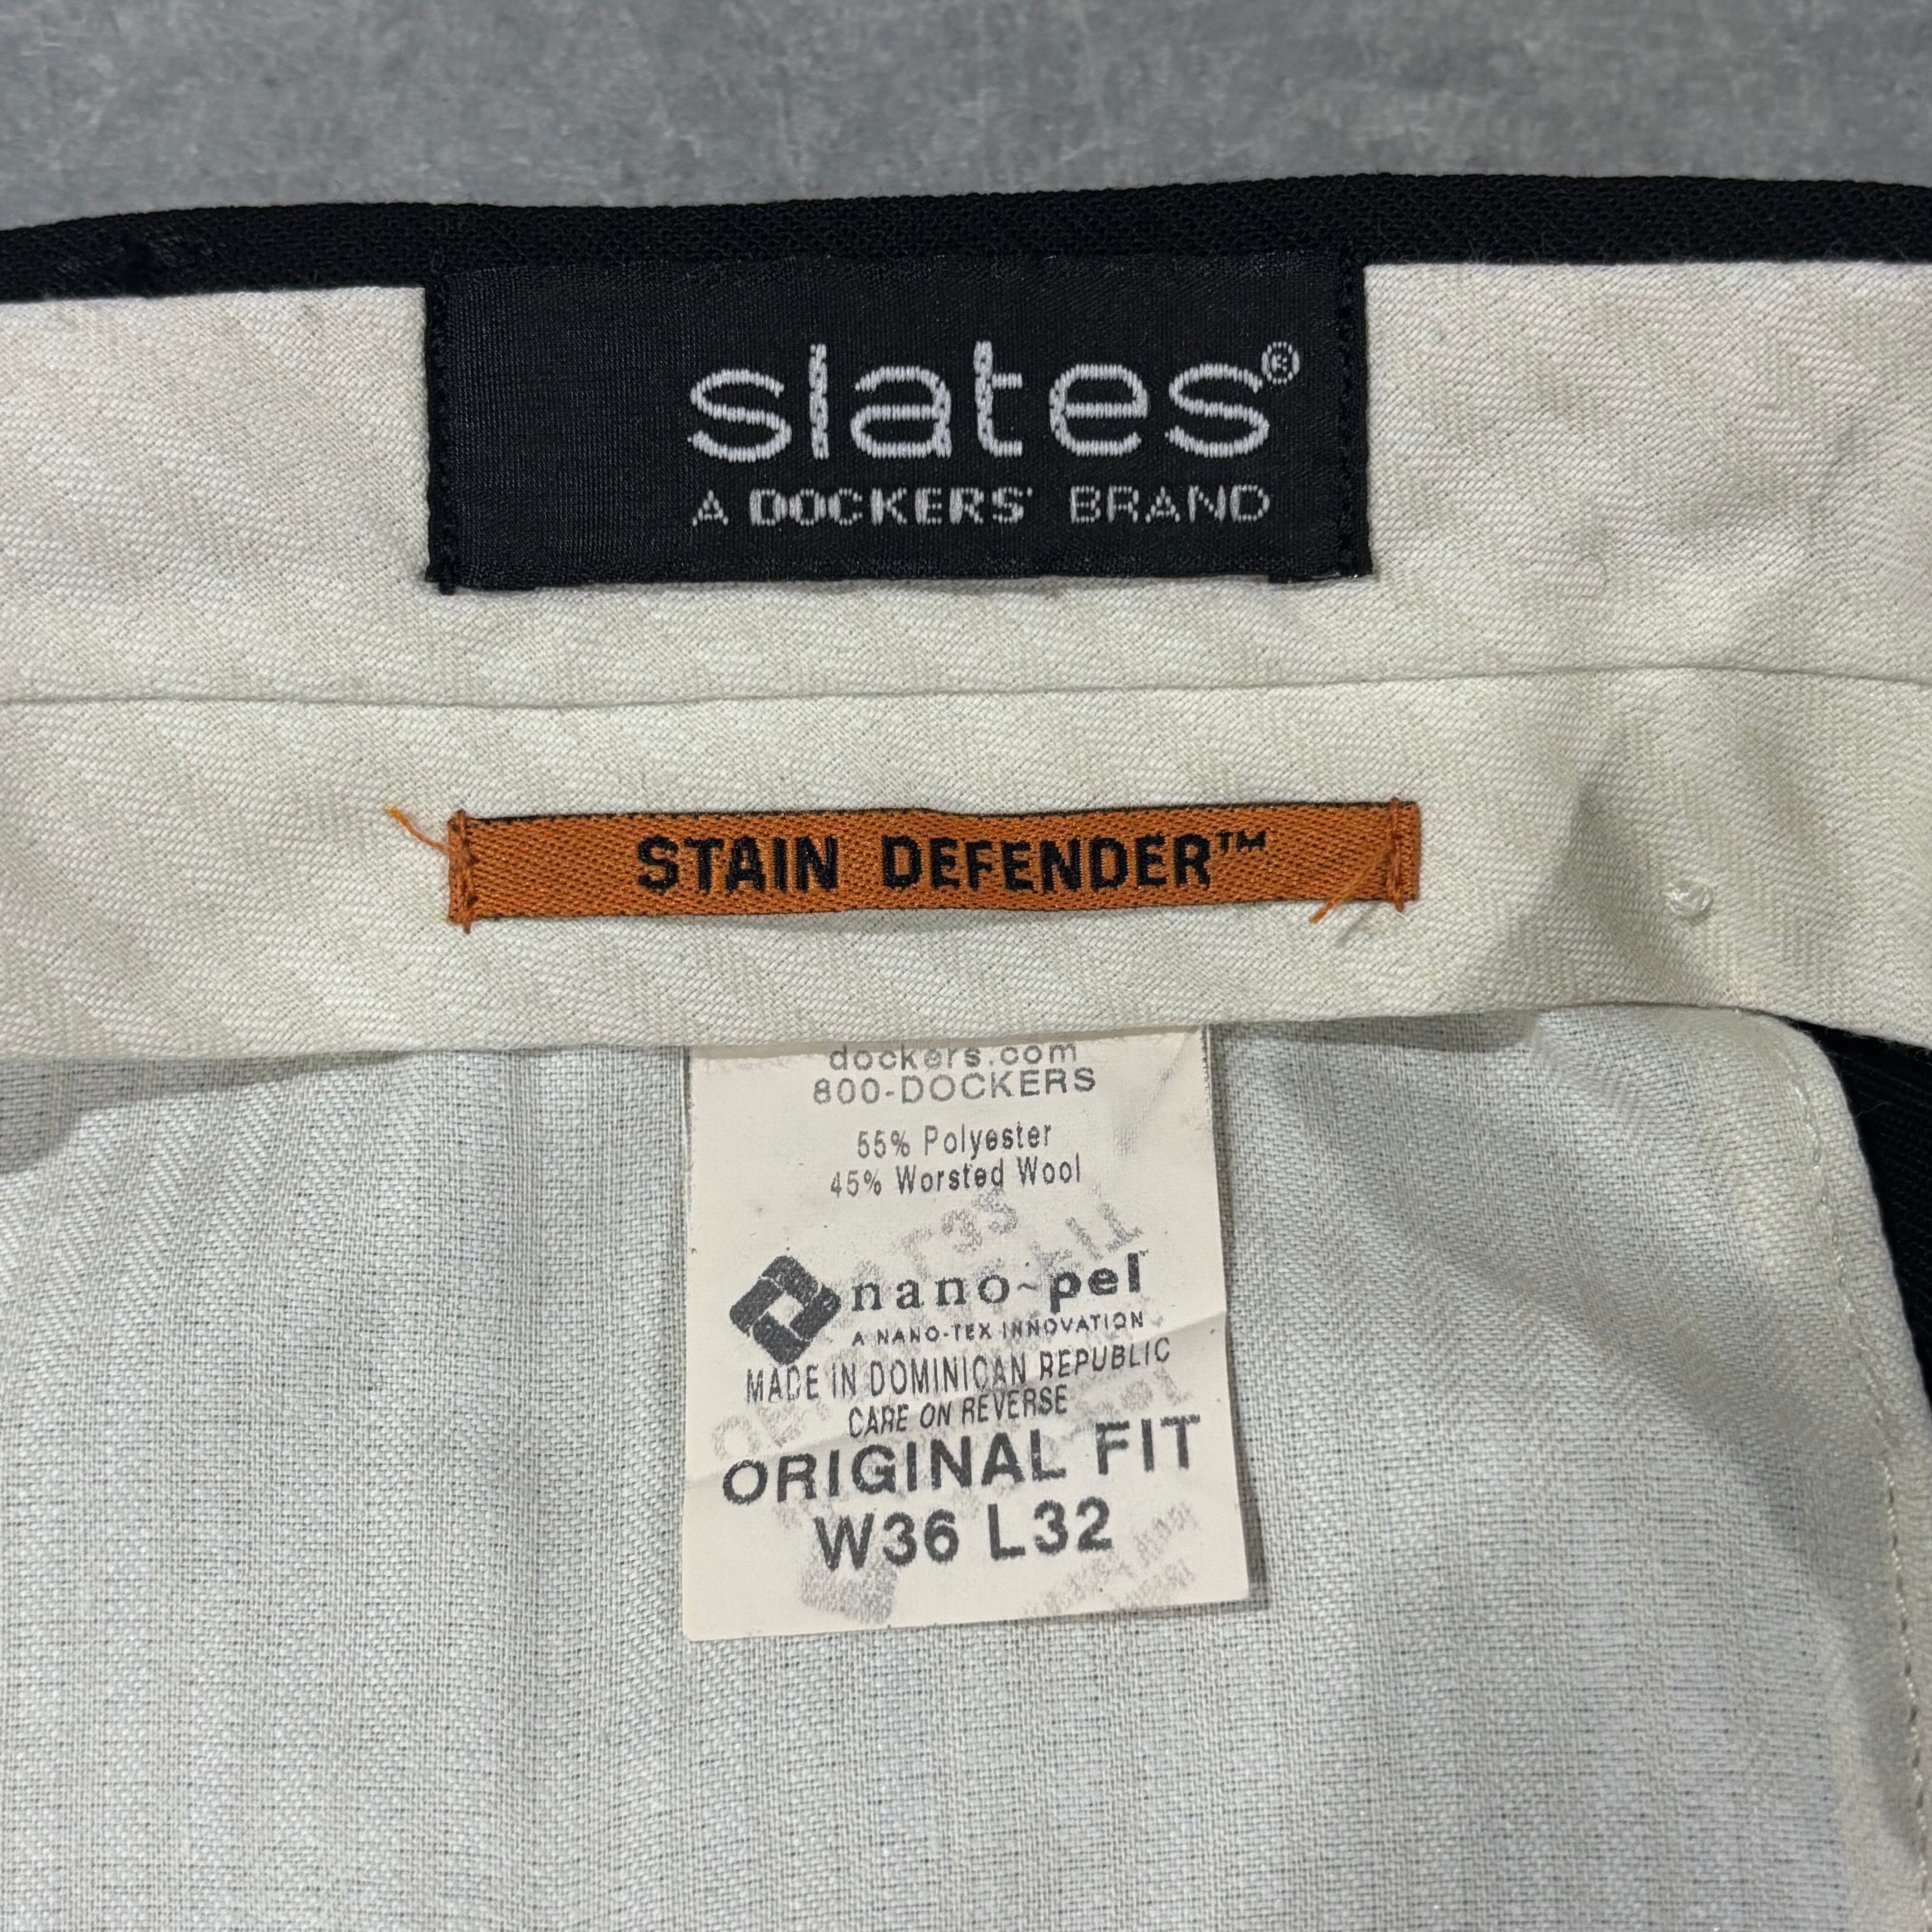 slates®
A DOCKERS® BRAND
STAIN DEFENDER™
dockers.com
800-DOCKERS
55% Polyester
45% Worsted Wool
nano-pel™
A NANO-TEX INNOVATION
MADE IN DOMINICAN REPUBLIC
CARE ON REVERSE
ORIGINAL FIT
W36 L32